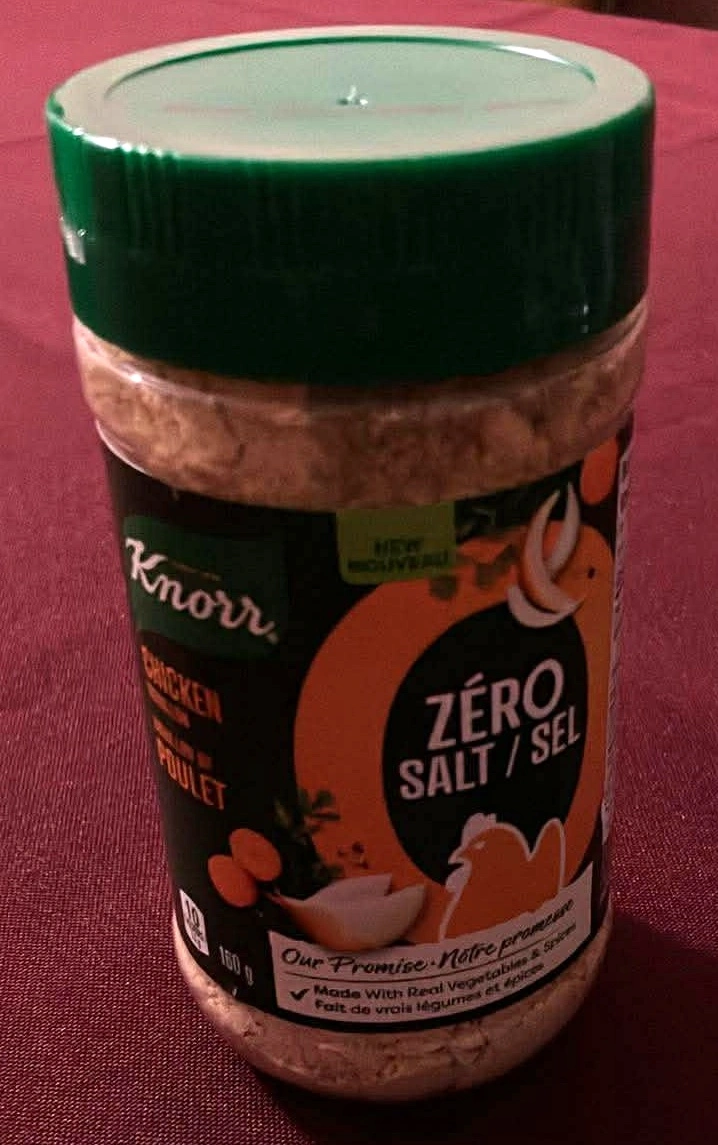 NEW
NOUVEAU
Knorr
CHICKEN
POULET
ZÉRO
SALT / SEL
10
160 g
Our Promise • Notre promesse
✓ Made With Real Vegetables & Spices
Fait de vrais légumes et épices